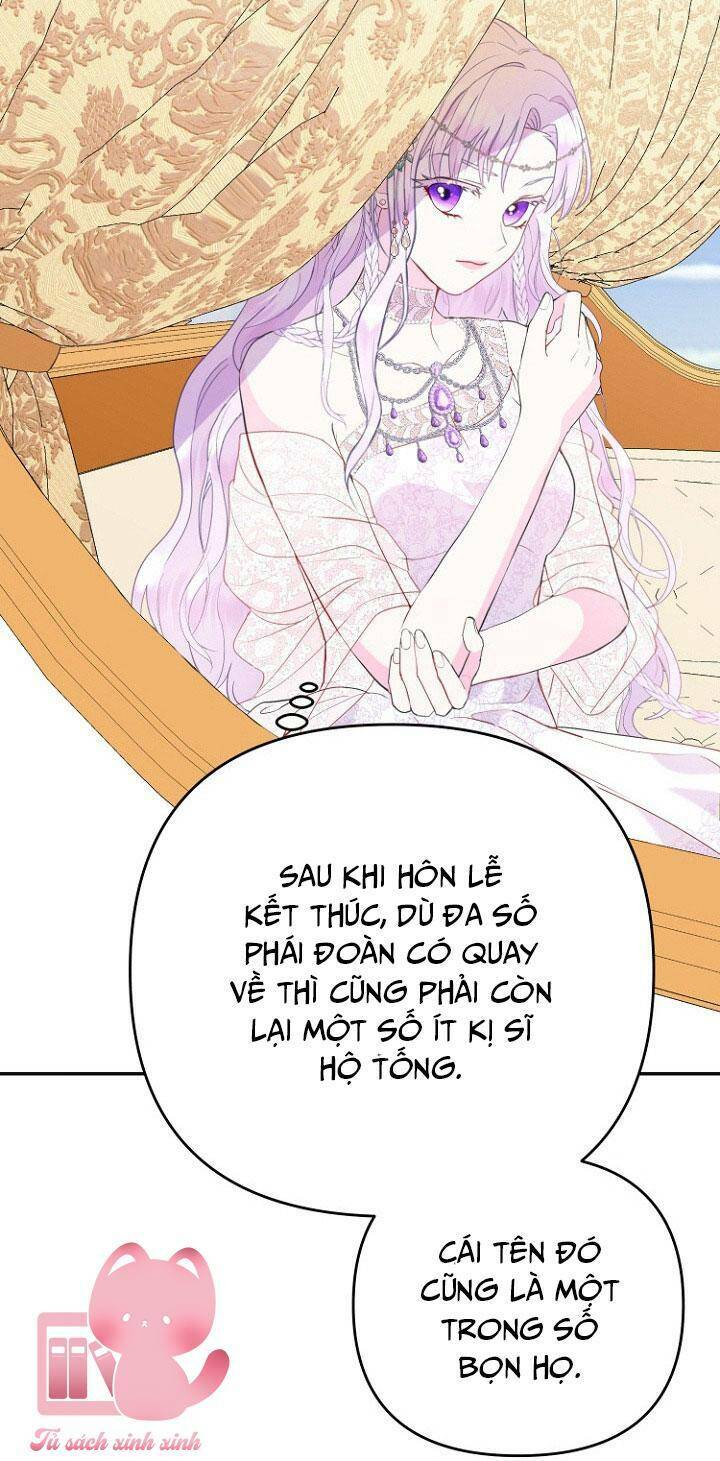 SAU KHI HÔN LỄ
KẾT THÚC, DÙ ĐA SỐ
PHÁI ĐOÀN CÓ QUAY
VỀ THÌ CŨNG PHẢI CÒN
LẠI MỘT SỐ ÍT KỊ SĨ
HỘ TỐNG.
CÁI TÊN ĐÓ
CŨNG LÀ MỘT
TRONG SỐ
BỌN HỌ.
Tủ sách xinh xinh